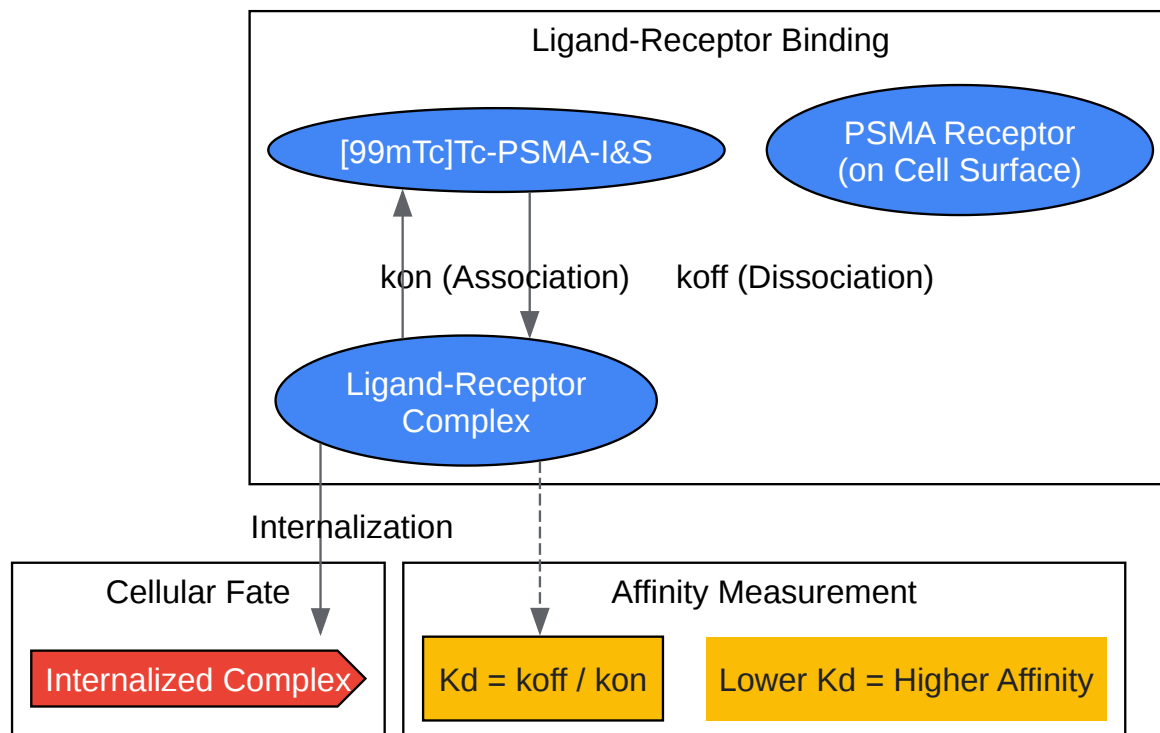 Ligand-Receptor Binding
[99mTc]Tc-PSMA-I&S
PSMA Receptor
(on Cell Surface)
kon (Association)
koff (Dissociation)
Ligand-Receptor
Complex
Internalization
Cellular Fate
Affinity Measurement
Internalized Complex
Kd = koff / kon
Lower Kd = Higher Affinity